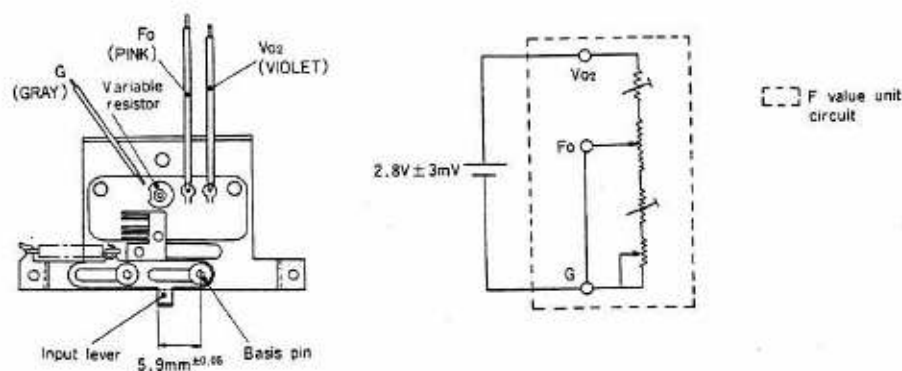 Fo
(PINK)
Vo2
(VIOLET)
G
(GRAY)
Variable
resistor
Input lever
5.9mm±0.05
Basis pin
Vo2
Fo
2.8V±3mV
G
F value unit
circuit